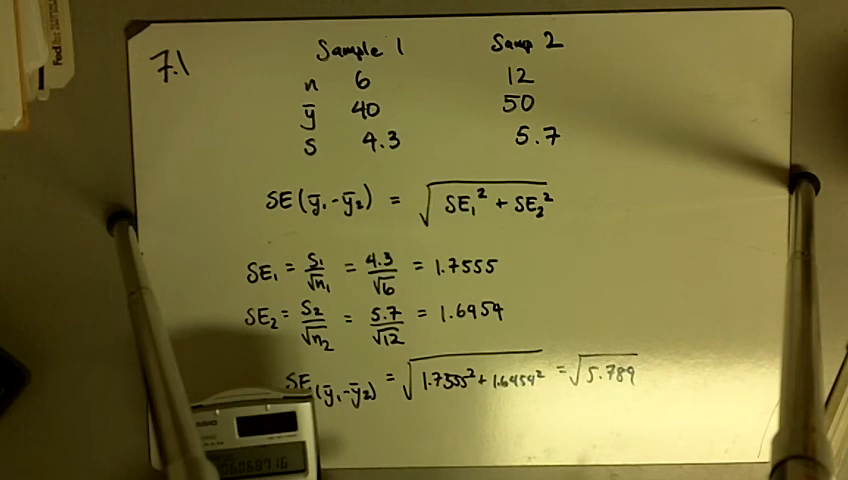 FedEx
7.1
Sample 1 Samp 2
n 6 12
ȳ 40 50
s 4.3 5.7
SE(ȳ₁-ȳ₂) = √(SE₁² + SE₂²)
SE₁ = S₁/√n₁ = 4.3/√6 = 1.7555
SE₂ = S₂/√n₂ = 5.7/√12 = 1.6454
SE(ȳ₁-ȳ₂) = √(1.7555² + 1.6454²) = √5.789
CASIO